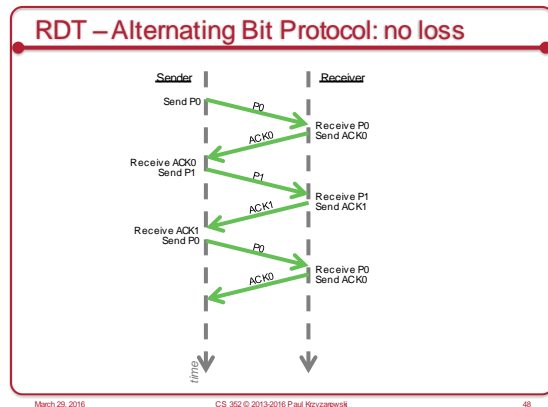 RDT – Alternating Bit Protocol: no loss
Sender
Receiver
Send P0
P0
Receive P0
Send ACK0
ACK0
Receive ACK0
Send P1
P1
Receive P1
Send ACK1
ACK1
Receive ACK1
Send P0
P0
Receive P0
Send ACK0
ACK0
time
March 29, 2016
CS 352 © 2013-2016 Paul Krzyzanowski
48